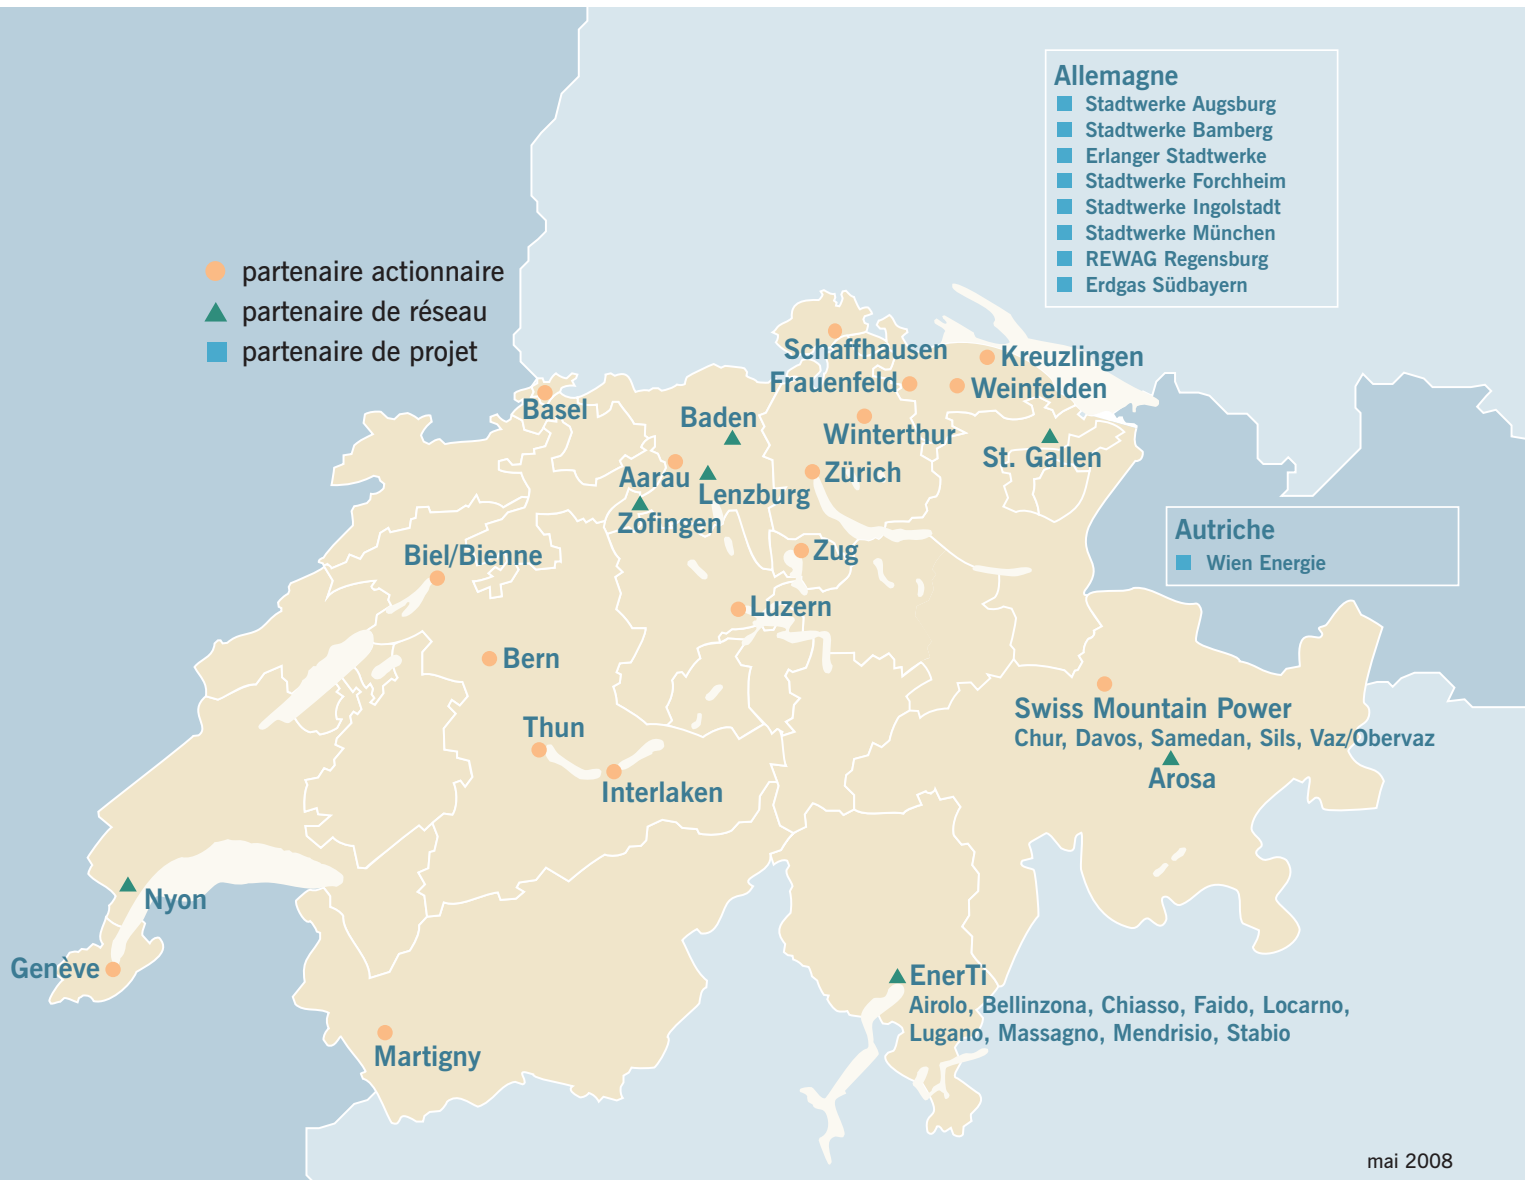 Allemagne
Stadtwerke Augsburg
Stadtwerke Bamberg
Erlanger Stadtwerke
Stadtwerke Forchheim
Stadtwerke Ingolstadt
Stadtwerke München
REWAG Regensburg
Erdgas Südbayern
partenaire actionnaire
partenaire de réseau
partenaire de projet
Schaffhausen
Kreuzlingen
Frauenfeld
Weinfelden
Basel
Baden
Winterthur
St. Gallen
Aarau
Zürich
Lenzburg
Zofingen
Autriche
Wien Energie
Biel/Bienne
Zug
Luzern
Bern
Swiss Mountain Power
Chur, Davos, Samedan, Sils, Vaz/Obervaz
Thun
Arosa
Interlaken
Nyon
Genève
EnerTi
Airolo, Bellinzona, Chiasso, Faido, Locarno,
Lugano, Massagno, Mendrisio, Stabio
Martigny
mai 2008